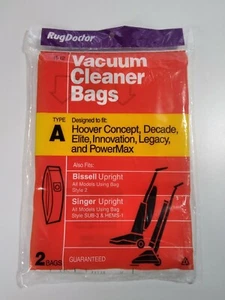 RugDoctor
Vacuum
Cleaner
Bags
TYPE
A
Designed to fit:
Hoover Concept, Decade,
Elite, Innovation, Legacy,
and PowerMax
Also Fits:
Bissell Upright
All Models Using Bag
Style 2
Singer Upright
All Models Using Bag
Style SUB-3 & HEMS-1
2 BAGS
GUARANTEED